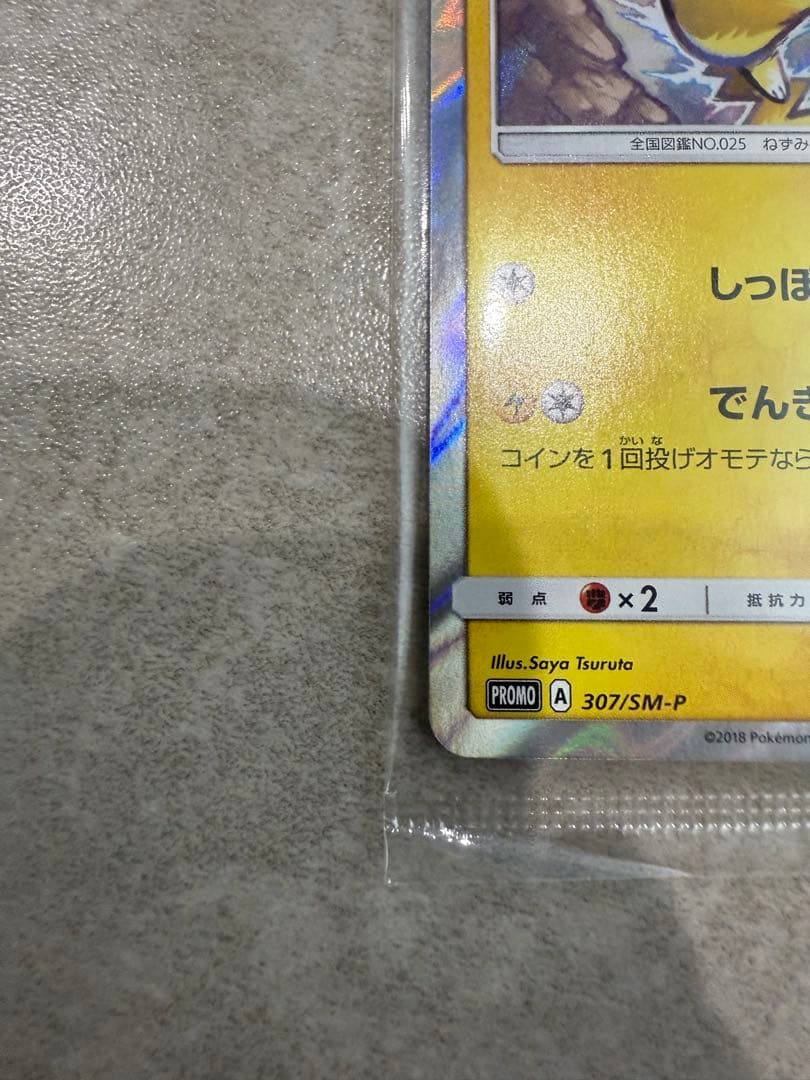 全国図鑑NO.025 ねずみ
しっぽ
でんき
かい な
コインを1回投げオモテなら
弱点 ×2 抵抗力
Illus.Saya Tsuruta
PROMO A 307/SM-P
©2018 Pokémon